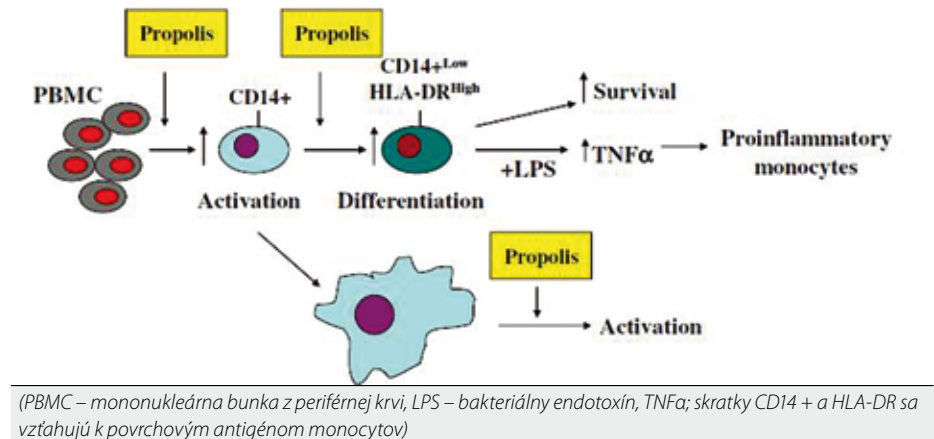 Propolis
Propolis
CD14+Low
HLA-DRHigh
PBMC
CD14+
Survival
TNFα
Proinflammatory
monocytes
+LPS
Activation
Differentiation
Propolis
Activation
(PBMC – mononukleárna bunka z periférnej krvi, LPS – bakteriálny endotoxín, TNFα; skratky CD14 + a HLA-DR sa
vzťahujú k povrchovým antigénom monocytov)